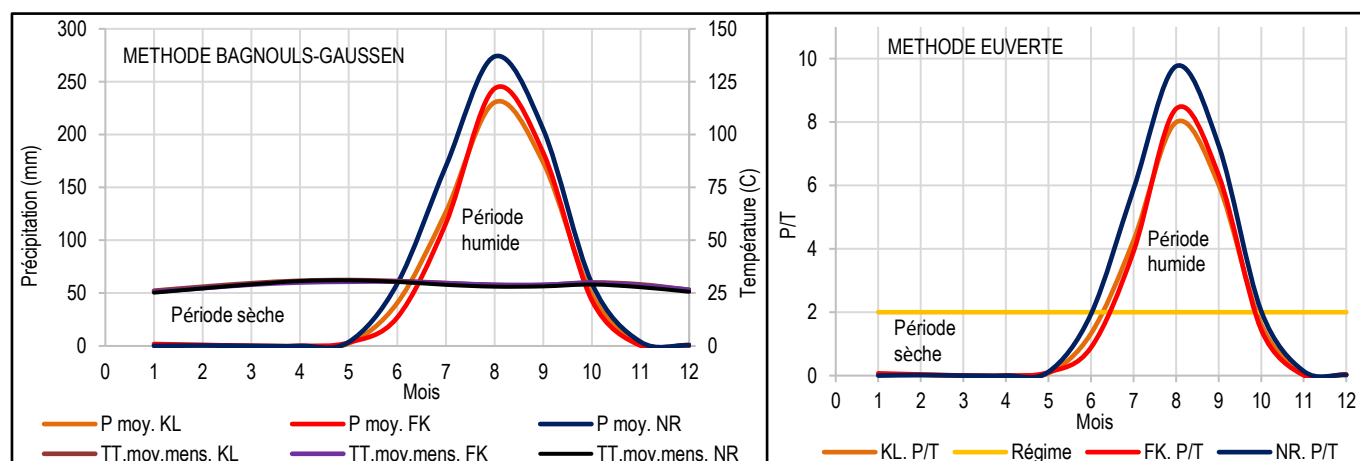 METHODE BAGNOULS-GAUSSEN
Précipitation (mm)
300
250
200
150
100
50
0
150
125
100
75
50
25
0
Température (C)
Période
humide
Période sèche
0 1 2 3 4 5 6 7 8 9 10 11 12
Mois
P moy. KL P moy. FK P moy. NR
TT.moy.mens. KL TT.moy.mens. FK TT.moy.mens. NR
METHODE EUVERTE
P/T
10
8
6
4
2
0
Période
humide
Période
sèche
0 1 2 3 4 5 6 7 8 9 10 11 12
Mois
KL. P/T Régime FK. P/T NR. P/T